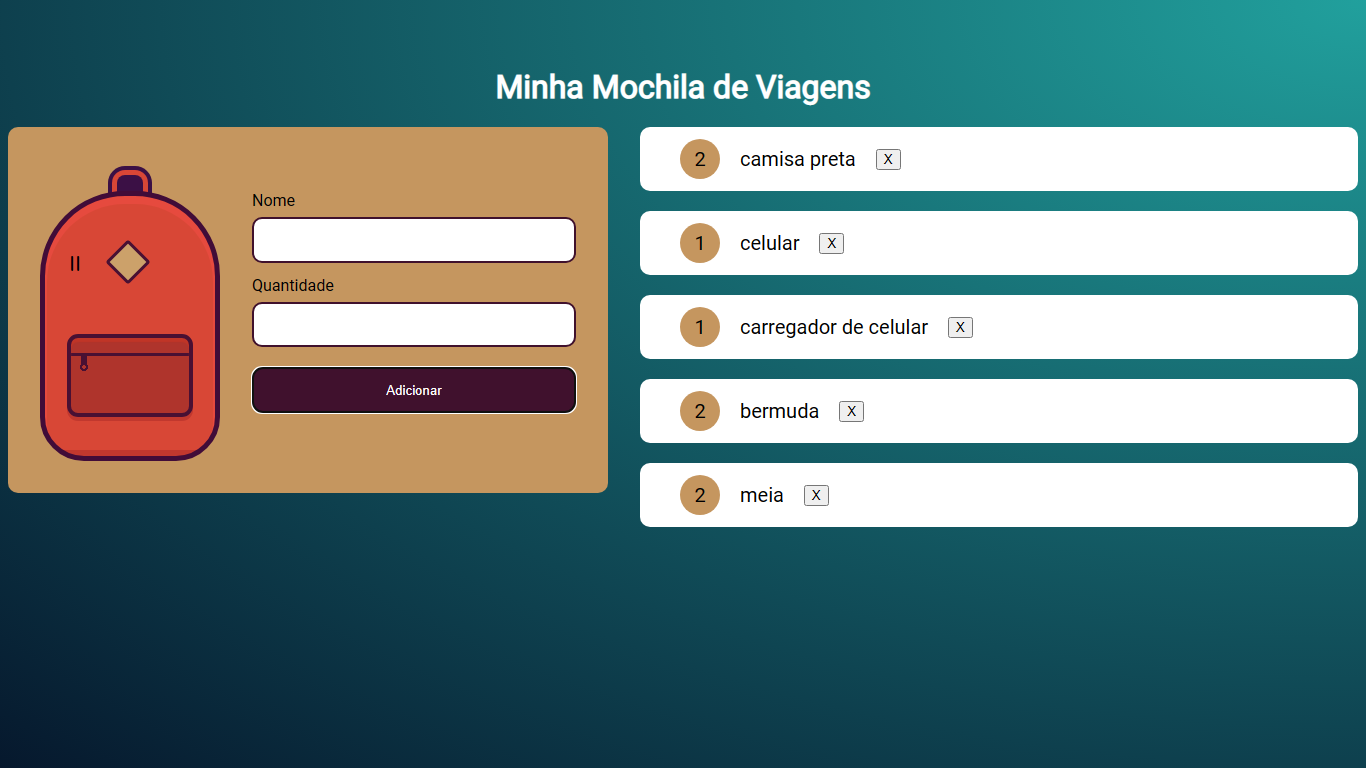 Minha Mochila de Viagens
Nome
Quantidade
Adicionar
2 camisa preta X
1 celular X
1 carregador de celular X
2 bermuda X
2 meia X